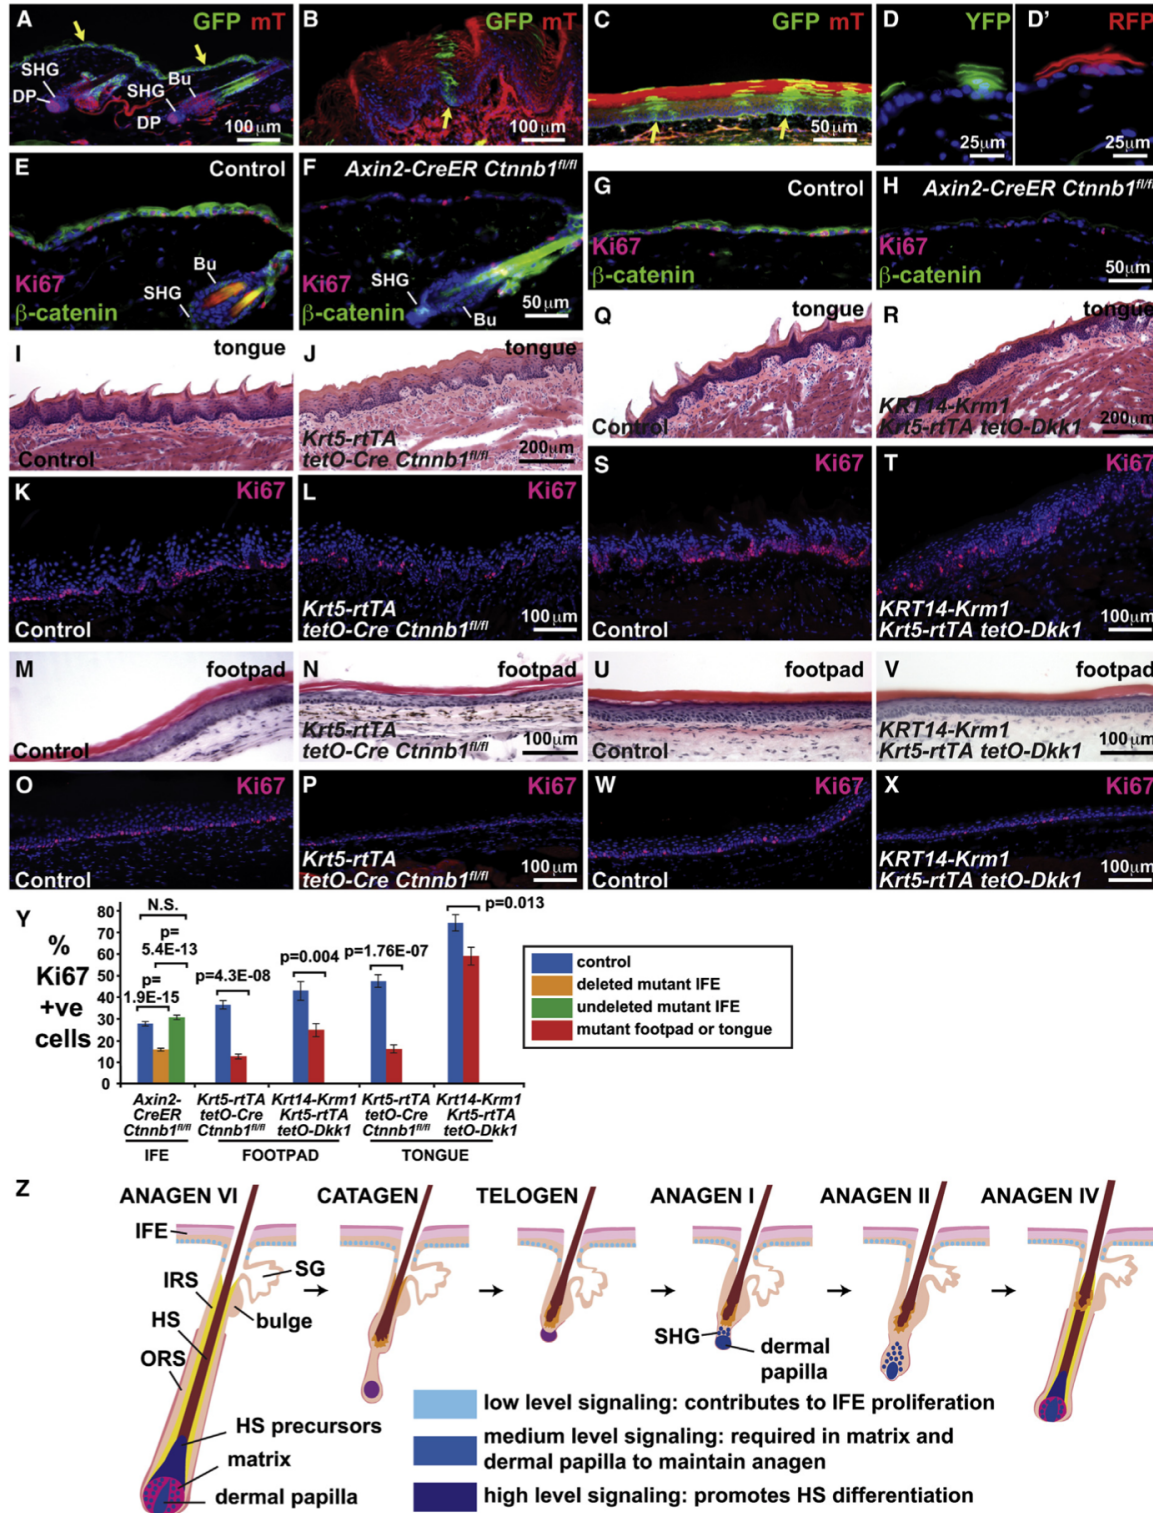 A
GFP mT
SHG
Bu
SHG
DP
DP
100μm
B
GFP mT
100μm
C
GFP mT
50μm
D
YFP
25μm
D'
RFP
25μm
E
Control
Bu
SHG
Ki67
β-catenin
F
Axin2-CreER Ctnnb1fl/fl
SHG
Ki67
β-catenin
Bu
50μm
G
Control
Ki67
β-catenin
H
Axin2-CreER Ctnnb1fl/fl
50μm
I
tongue
Control
J
tongue
Krt5-rtTA
tetO-Cre Ctnnb1fl/fl
200μm
Q
tongue
Control
R
tongue
KRT14-Krm1
Krt5-rtTA tetO-Dkk1
200μm
K
Ki67
Control
L
Ki67
Krt5-rtTA
tetO-Cre Ctnnb1fl/fl
100μm
S
Ki67
Control
T
Ki67
KRT14-Krm1
Krt5-rtTA tetO-Dkk1
100μm
M
footpad
Control
N
footpad
Krt5-rtTA
tetO-Cre Ctnnb1fl/fl
100μm
U
footpad
Control
V
footpad
KRT14-Krm1
Krt5-rtTA tetO-Dkk1
100μm
O
Ki67
Control
P
Ki67
Krt5-rtTA
tetO-Cre Ctnnb1fl/fl
100μm
W
Ki67
Control
X
Ki67
KRT14-Krm1
Krt5-rtTA tetO-Dkk1
100μm
Y
%
Ki67
+ve
cells
80
70
60
50
40
30
20
10
0
N.S.
p=
5.4E-13
p=
1.9E-15
p=4.3E-08
p=0.004
p=1.76E-07
p=0.013
control
deleted mutant IFE
undeleted mutant IFE
mutant footpad or tongue
Axin2-
CreER
Ctnnb1fl/fl
Krt5-rtTA
tetO-Cre
Ctnnb1fl/fl
Krt14-Krm1
Krt5-rtTA
tetO-Dkk1
Krt5-rtTA
tetO-Cre
Ctnnb1fl/fl
Krt14-Krm1
Krt5-rtTA
tetO-Dkk1
IFE
FOOTPAD
TONGUE
Z
ANAGEN VI
CATAGEN
TELOGEN
ANAGEN I
ANAGEN II
ANAGEN IV
IFE
SG
IRS
bulge
HS
ORS
SHG
dermal
papilla
HS precursors
matrix
dermal papilla
low level signaling: contributes to IFE proliferation
medium level signaling: required in matrix and
dermal papilla to maintain anagen
high level signaling: promotes HS differentiation